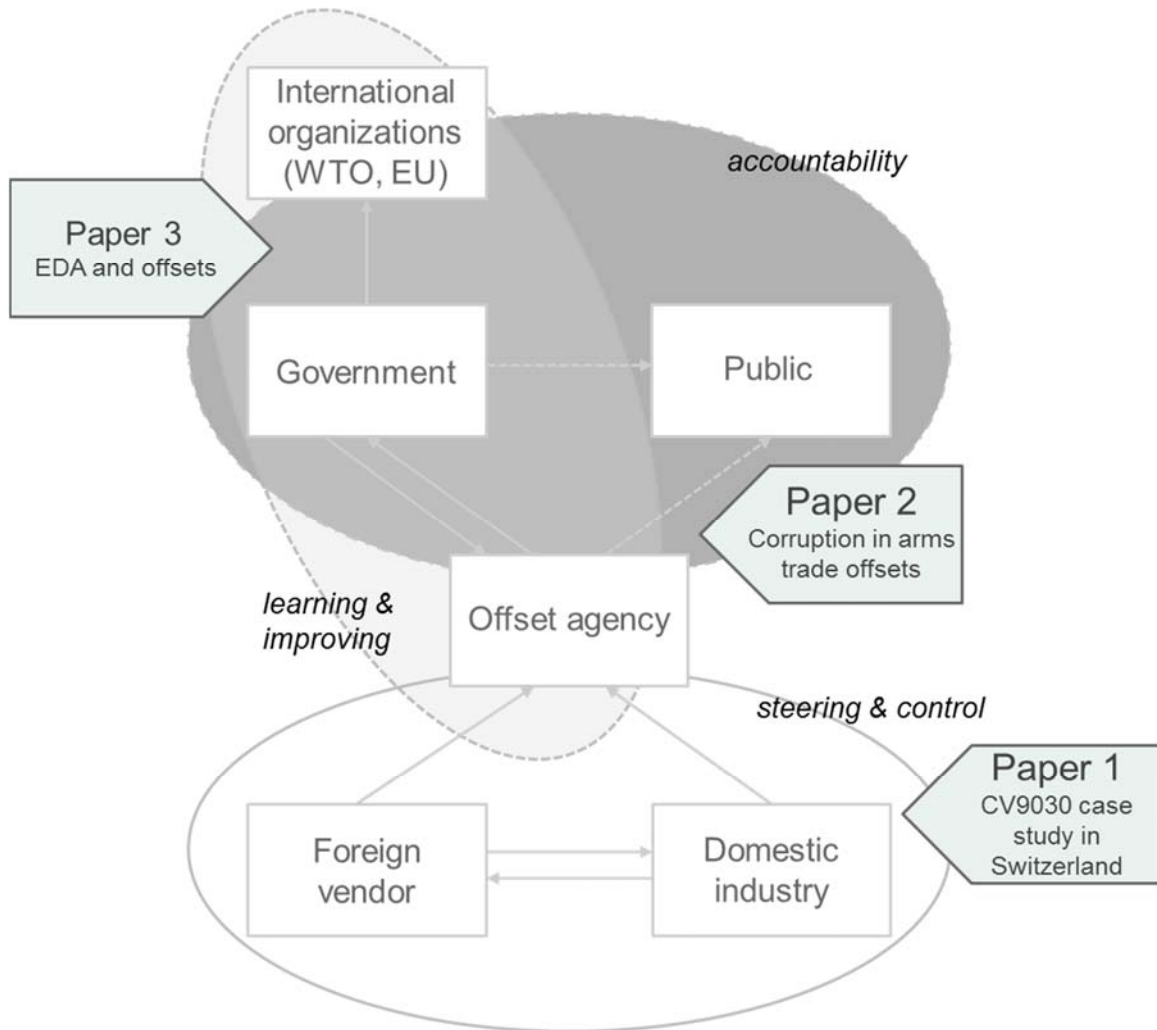 International
organizations
(WTO, EU)
accountability
Paper 3
EDA and offsets
Government
Public
Paper 2
Corruption in arms
trade offsets
learning &
improving
Offset agency
steering & control
Paper 1
CV9030 case
study in
Switzerland
Foreign
vendor
Domestic
industry